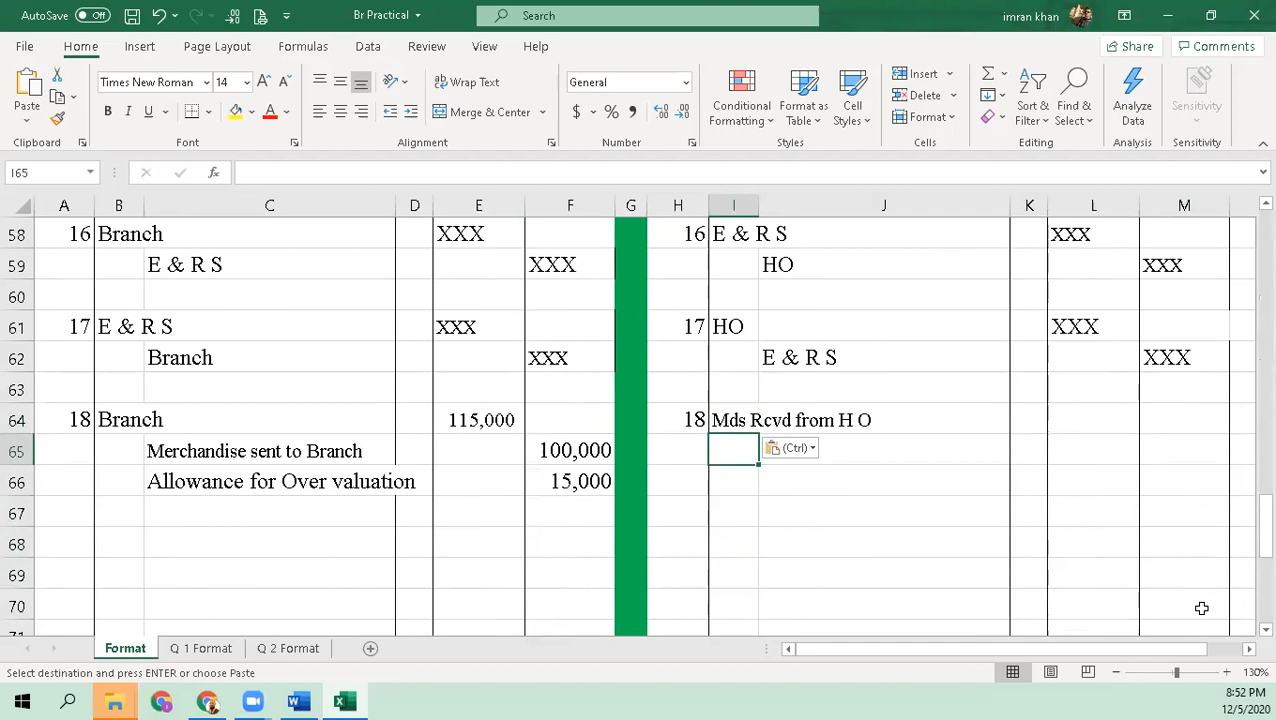 AutoSave Off Br Practical Search imran khan
File Home Insert Page Layout Formulas Data Review View Help Share Comments
Times New Roman 14 Wrap Text General Insert
Paste B I U Merge & Center $ % Conditional Formatting Format as Table Cell Styles Delete Format Sort & Filter Find & Select Analyze Data Sensitivity
Clipboard Font Alignment Number Styles Cells Editing Analysis Sensitivity
I65 fx
A B C D E F G H I J K L M
58 16 Branch XXX 16 E & R S XXX
59 E & R S XXX HO XXX
60
61 17 E & R S XXX 17 HO XXX
62 Branch XXX E & R S XXX
63
64 18 Branch 115,000 18 Mds Rcvd from H O
65 Merchandise sent to Branch 100,000 (Ctrl)
66 Allowance for Over valuation 15,000
67
68
69
70
Format Q 1 Format Q 2 Format
Select destination and press ENTER or choose Paste 130%
8:52 PM
12/5/2020